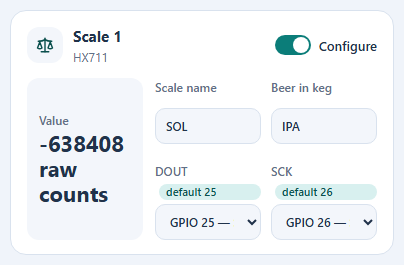 Scale 1
HX711
Configure
Value
-638408
raw
counts
Scale name
Beer in keg
SOL
IPA
DOUT
SCK
default 25
default 26
GPIO 25 —
GPIO 26 —